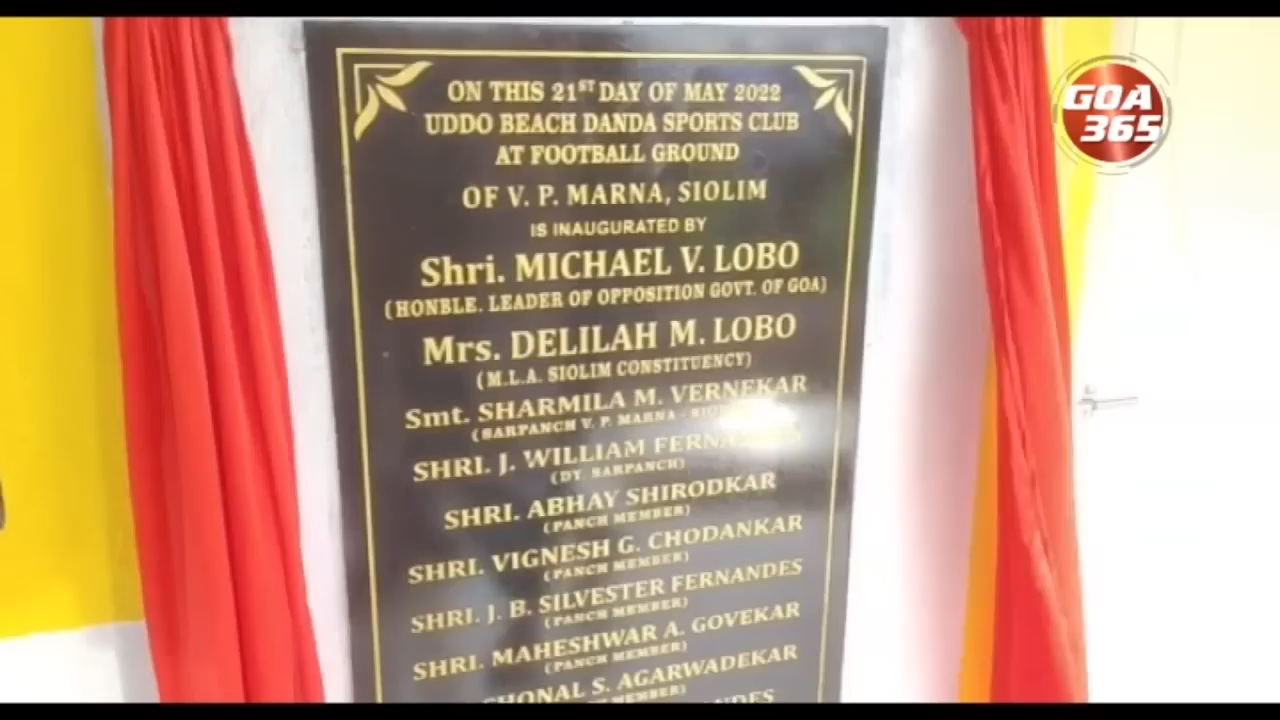 GOA
365
ON THIS 21ST DAY OF MAY 2022
UDDO BEACH DANDA SPORTS CLUB
AT FOOTBALL GROUND
OF V. P. MARNA, SIOLIM
IS INAUGURATED BY
Shri. MICHAEL V. LOBO
(HONBLE. LEADER OF OPPOSITION GOVT. OF GOA)
Mrs. DELILAH M. LOBO
(M.L.A. SIOLIM CONSTITUENCY)
Smt. SHARMILA M. VERNEKAR
(SARPANCH V. P. MARNA -
SHRI. J. WILLIAM
(DY. SARPANCH)
SHRI. ABHAY SHIRODKAR
(PANCH MEMBER)
SHRI. VIGNESH G. CHODANKAR
(PANCH MEMBER)
SHRI. J. B. SILVESTER FERNANDES
(PANCH MEMBER)
SHRI. MAHESHWAR A. GOVEKAR
(PANCH MEMBER)
S. AGARWADEKAR
MEMBER)